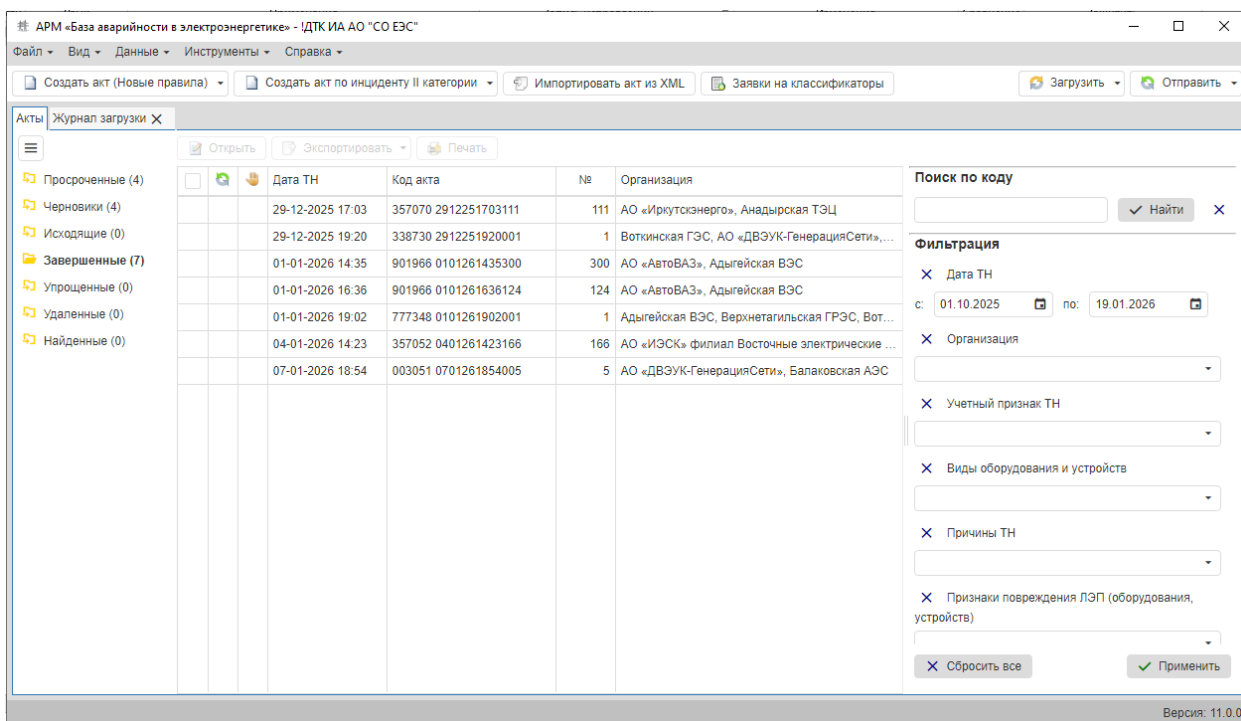 АРМ «База аварийности в электроэнергетике» - !ДТК ИА АО "СО ЕЭС"
Файл Вид Данные Инструменты Справка
Создать акт (Новые правила) Создать акт по инциденту II категории Импортировать акт из XML Заявки на классификаторы Загрузить Отправить
Акты Журнал загрузки
Открыть Экспортировать Печать
Просроченные (4)
Черновики (4)
Исходящие (0)
Завершенные (7)
Упрощенные (0)
Удаленные (0)
Найденные (0)
Дата ТН Код акта № Организация
29-12-2025 17:03 357070 2912251703111 111 АО «Иркутскэнерго», Анадырская ТЭЦ
29-12-2025 19:20 338730 2912251920001 1 Воткинская ГЭС, АО «ДВЭУК-ГенерацияСети»,...
01-01-2026 14:35 901966 0101261435300 300 АО «АвтоВАЗ», Адыгейская ВЭС
01-01-2026 16:36 901966 0101261636124 124 АО «АвтоВАЗ», Адыгейская ВЭС
01-01-2026 19:02 777348 0101261902001 1 Адыгейская ВЭС, Верхнетагильская ГРЭС, Вот...
04-01-2026 14:23 357052 0401261423166 166 АО «ИЭСК» филиал Восточные электрические ...
07-01-2026 18:54 003051 0701261854005 5 АО «ДВЭУК-ГенерацияСети», Балаковская АЭС
Поиск по коду
Найти
Фильтрация
Дата ТН
с: 01.10.2025 по: 19.01.2026
Организация
Учетный признак ТН
Виды оборудования и устройств
Причины ТН
Признаки повреждения ЛЭП (оборудования,
устройств)
Сбросить все Применить
Версия: 11.0.0